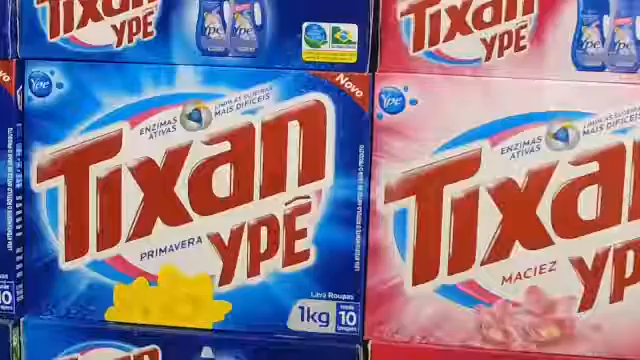 Tixan
YPÊ
Tixan
YPÊ
Ypê
Novo
ENZIMAS
ATIVAS
LIMPA AS SUJEIRAS
MAIS DIFÍCEIS
Tixan
PRIMAVERA
YPÊ
Lava Roupas
1kg
10
Ypê
ENZIMAS
ATIVAS
LIMPA AS SUJEIRAS
MAIS DIFÍCEIS
Tixa
MACIEZ
YP